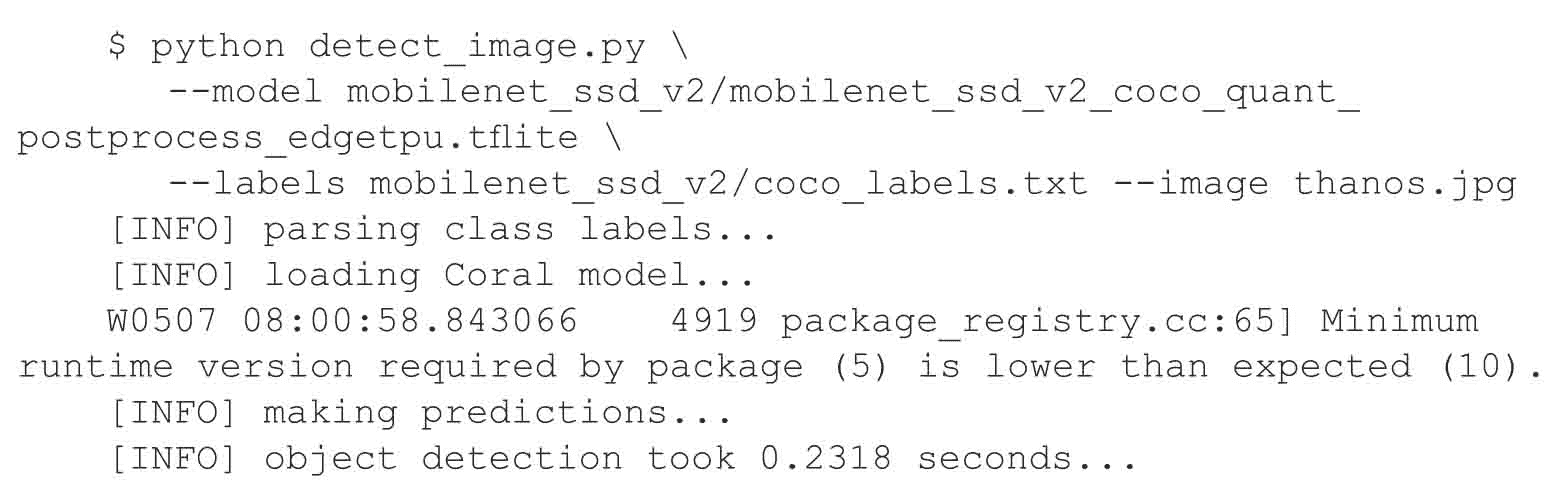 $ python detect_image.py \
--model mobilenet_ssd_v2/mobilenet_ssd_v2_coco_quant_
postprocess_edgetpu.tflite \
--labels mobilenet_ssd_v2/coco_labels.txt --image thanos.jpg
[INFO] parsing class labels...
[INFO] loading Coral model...
W0507 08:00:58.843066    4919 package_registry.cc:65] Minimum
runtime version required by package (5) is lower than expected (10).
[INFO] making predictions...
[INFO] object detection took 0.2318 seconds...